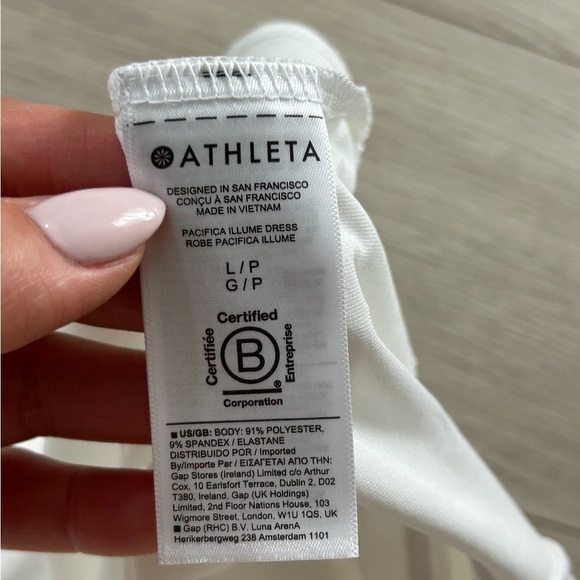 ATHLETA
DESIGNED IN SAN FRANCISCO
CONÇU À SAN FRANCISCO
MADE IN VIETNAM
PACIFICA ILLUME DRESS
ROBE PACIFICA ILLUME
L / P
G / P
Certified
Certifiée
B
Entreprise
®
Corporation
■ US/GB: BODY: 91% POLYESTER,
9% SPANDEX / ELASTANE
DISTRIBUIDO POR / Imported
By/Importe Par / ΕΙΣΑΓΕΤΑΙ ΑΠΟ ΤΗΝ:
Gap Stores (Ireland) Limited c/o Arthur
Cox, 10 Earlsfort Terrace, Dublin 2, D02
T380, Ireland, Gap (UK Holdings)
Limited, 2nd Floor Nations House, 103
Wigmore Street, London, W1U 1QS, UK
■ Gap (RHC) B.V. Luna ArenA
Herikerbergweg 238 Amsterdam 1101